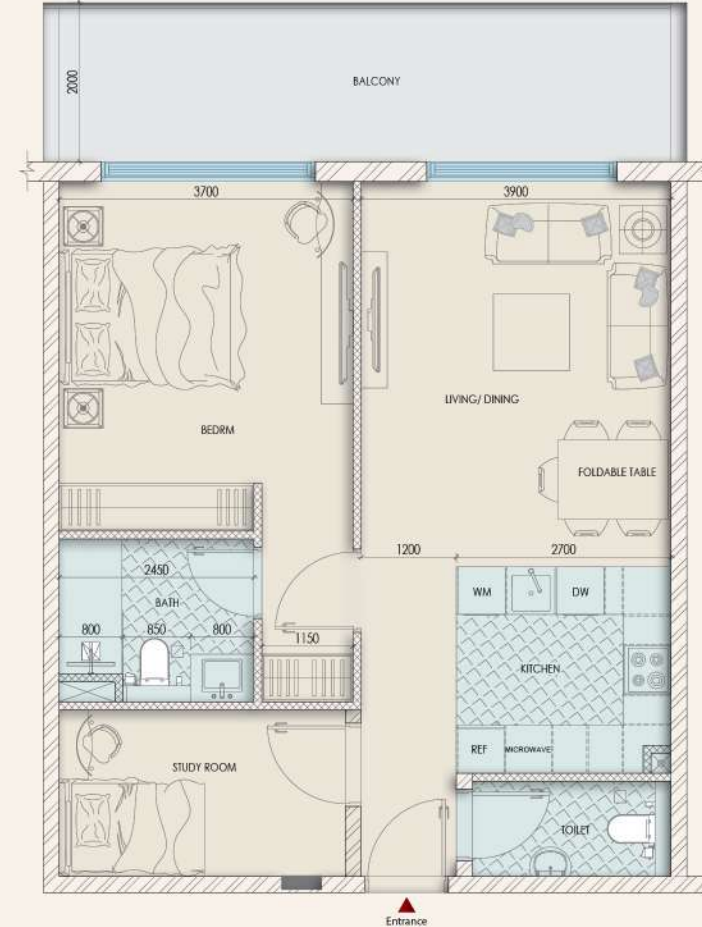 2000
BALCONY
3700
3900
LIVING/ DINING
BEDRM
FOLDABLE TABLE
1200
2700
2450
WM
DW
BATH
800
850
800
1150
KITCHEN
REF
MICROWAVE
STUDY ROOM
TOILET
Entrance